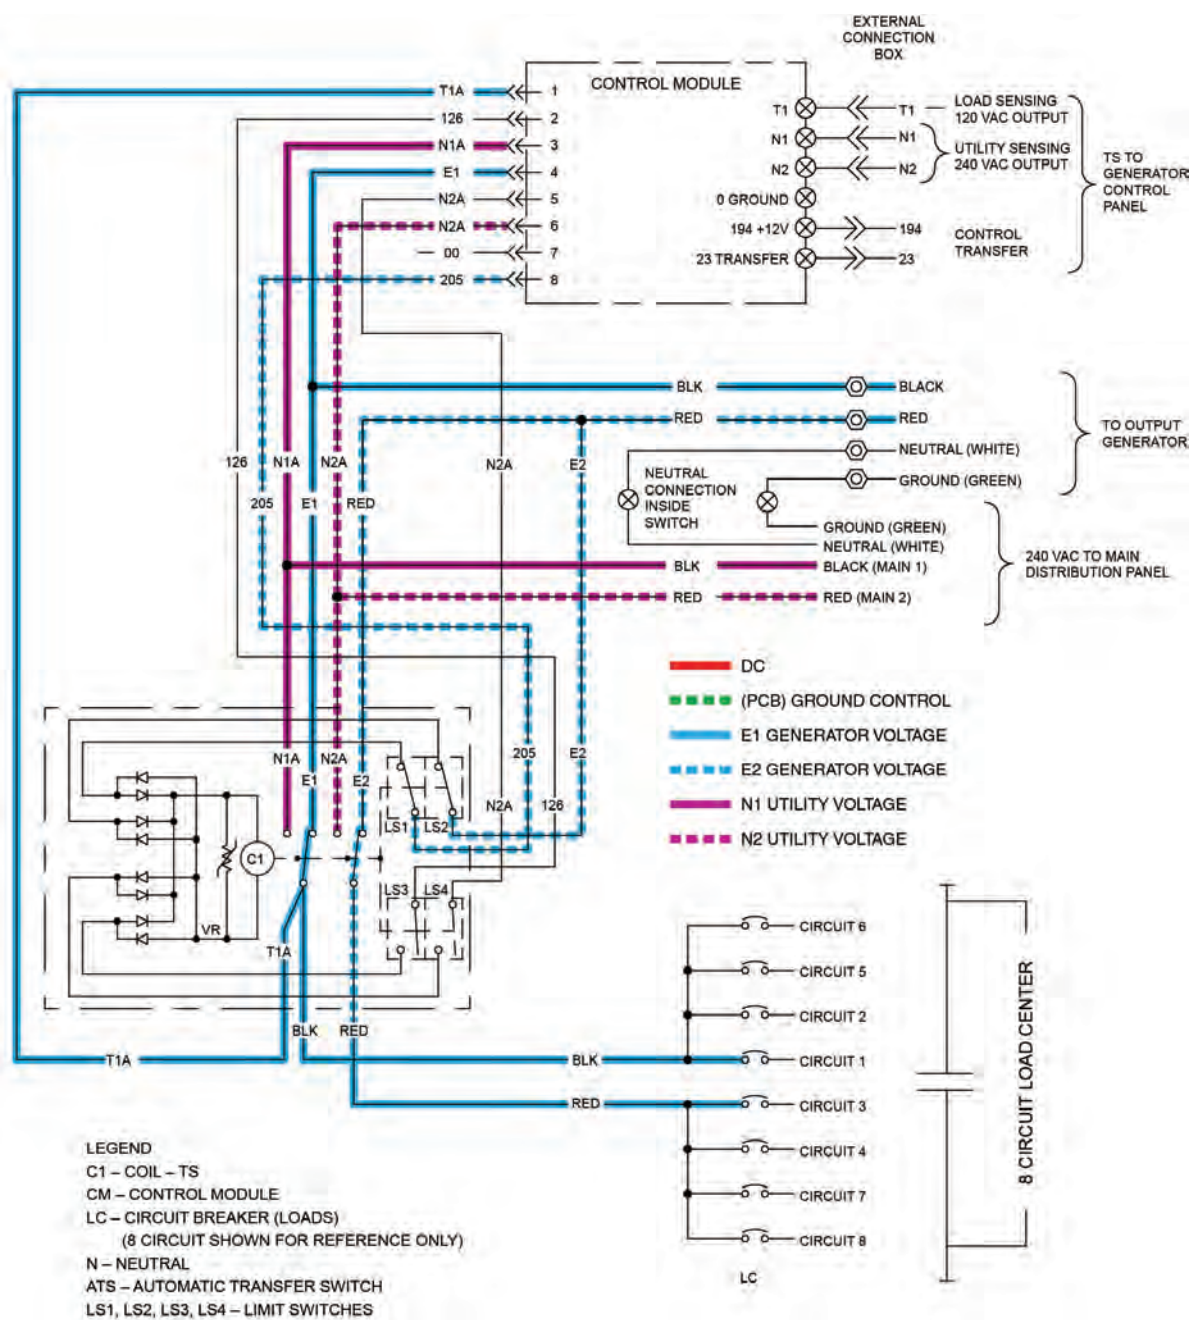 EXTERNAL
CONNECTION
BOX
CONTROL MODULE
T1A 1
126 2
N1A 3
E1 4
N2A 5
N2A 6
00 7
205 8
T1 T1
N1 N1
N2 N2
0 GROUND
194 +12V 194
23 TRANSFER 23
LOAD SENSING
120 VAC OUTPUT
UTILITY SENSING
240 VAC OUTPUT
CONTROL
TRANSFER
TS TO
GENERATOR
CONTROL
PANEL
BLK BLACK
RED RED
NEUTRAL (WHITE)
GROUND (GREEN)
TO OUTPUT
GENERATOR
126 N1A N2A N2A E2
205 E1 RED
NEUTRAL
CONNECTION
INSIDE
SWITCH
GROUND (GREEN)
NEUTRAL (WHITE)
BLK BLACK (MAIN 1)
RED RED (MAIN 2)
240 VAC TO MAIN
DISTRIBUTION PANEL
DC
(PCB) GROUND CONTROL
E1 GENERATOR VOLTAGE
E2 GENERATOR VOLTAGE
N1 UTILITY VOLTAGE
N2 UTILITY VOLTAGE
N1A N2A 205 E2
E1 E2
N2A 126
LS1 LS2
C1
LS3 LS4
VR
T1A
BLK RED
T1A BLK
RED
CIRCUIT 6
CIRCUIT 5
CIRCUIT 2
CIRCUIT 1
CIRCUIT 3
CIRCUIT 4
CIRCUIT 7
CIRCUIT 8
LC
8 CIRCUIT LOAD CENTER
LEGEND
C1 – COIL – TS
CM – CONTROL MODULE
LC – CIRCUIT BREAKER (LOADS)
(8 CIRCUIT SHOWN FOR REFERENCE ONLY)
N – NEUTRAL
ATS – AUTOMATIC TRANSFER SWITCH
LS1, LS2, LS3, LS4 – LIMIT SWITCHES